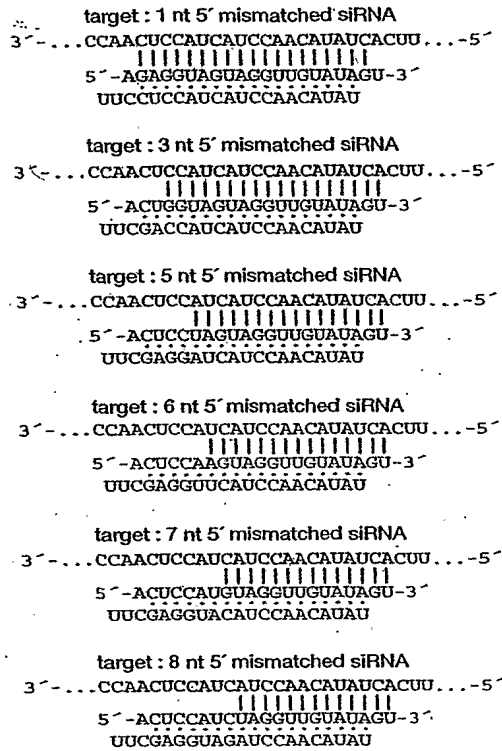 target : 1 nt 5´ mismatched siRNA
3´-...CCAACUCCAUCAUCCAACAUAUCACUU...-5´
5´-AGAGGUAGUAGGUUGUAUAGU-3´
UUCCUCCAUCAUCCAACAUAU
target : 3 nt 5´ mismatched siRNA
3´-...CCAACUCCAUCAUCCAACAUAUCACUU...-5´
5´-ACUGGUAGUAGGUUGUAUAGU-3´
UUCGACCAUCAUCCAACAUAU
target : 5 nt 5´ mismatched siRNA
3´-...CCAACUCCAUCAUCCAACAUAUCACUU...-5´
5´-ACUCCUAGUAGGUUGUAUAGU-3´
UUCGAGGAUCAUCCAACAUAU
target : 6 nt 5´ mismatched siRNA
3´-...CCAACUCCAUCAUCCAACAUAUCACUU...-5´
5´-ACUCCAAGUAGGUUGUAUAGU-3´
UUCGAGGUUCAUCCAACAUAU
target : 7 nt 5´ mismatched siRNA
3´-...CCAACUCCAUCAUCCAACAUAUCACUU...-5´
5´-ACUCCAUGUAGGUUGUAUAGU-3´
UUCGAGGUACAUCCAACAUAU
target : 8 nt 5´ mismatched siRNA
3´-...CCAACUCCAUCAUCCAACAUAUCACUU...-5´
5´-ACUCCAUCUAGGUUGUAUAGU-3´
UUCGAGGUAGAUCCAACAUAU